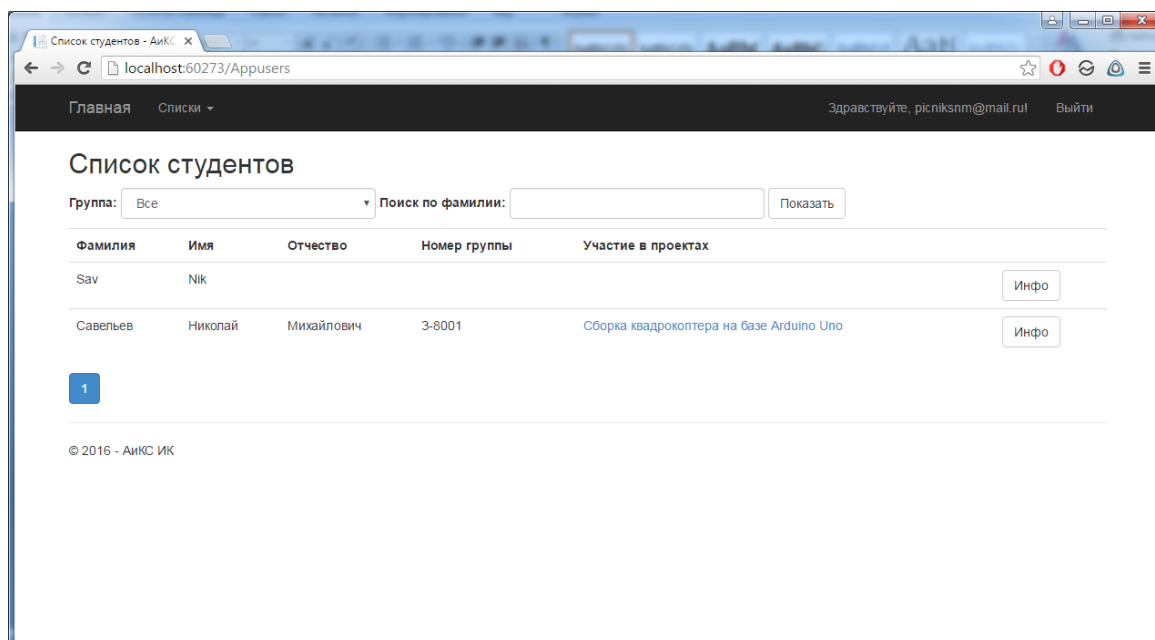 Список студентов - АиКС
localhost:60273/Appusers
Главная Списки Здравствуйте, picniksnm@mail.ru! Выйти
Список студентов
Группа: Все Поиск по фамилии: Показать
Фамилия Имя Отчество Номер группы Участие в проектах
Sav Nik Инфо
Савельев Николай Михайлович З-8001 Сборка квадрокоптера на базе Arduino Uno Инфо
1
© 2016 - АиКС ИК